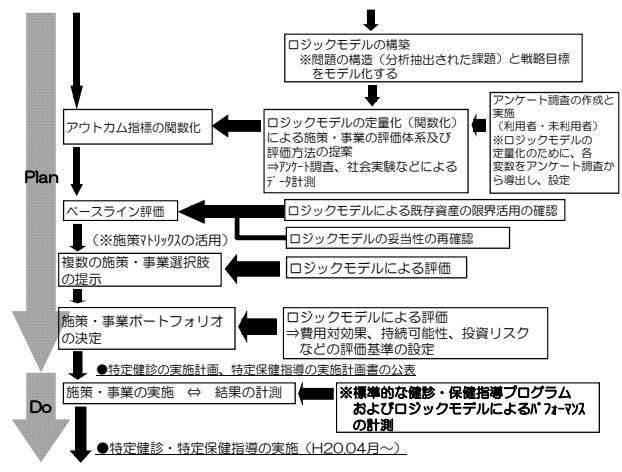 ロジックモデルの構築
※問題の構造（分析抽出された課題）と戦略目標
をモデル化する
アウトカム指標の関数化
ロジックモデルの定量化（関数化）
による施策・事業の評価体系及び
評価方法の提案
⇒ｱﾝｹｰﾄ調査、社会実験などによる
ﾃﾞｰﾀ計測
アンケート調査の作成と
実施
（利用者・未利用者）
※ロジックモデルの
定量化のために、各
変数をアンケート調査か
ら導出し、設定
Plan
ベースライン評価
ロジックモデルによる既存資産の限界活用の確認
（※施策ﾏﾄﾘｯｸｽの活用）
ロジックモデルの妥当性の再確認
複数の施策・事業選択肢
の提示
ロジックモデルによる評価
施策・事業ポートフォリオ
の決定
ロジックモデルによる評価
⇒費用対効果、持続可能性、投資リスク
などの評価基準の設定
●特定健診の実施計画、特定保健指導の実施計画書の公表
Do
施策・事業の実施 ⇔ 結果の計測
※標準的な健診・保健指導プログラム
およびロジックモデルによるﾊﾟﾌｫｰﾏﾝｽ
の計測
●特定健診・特定保健指導の実施（H20.04月～）